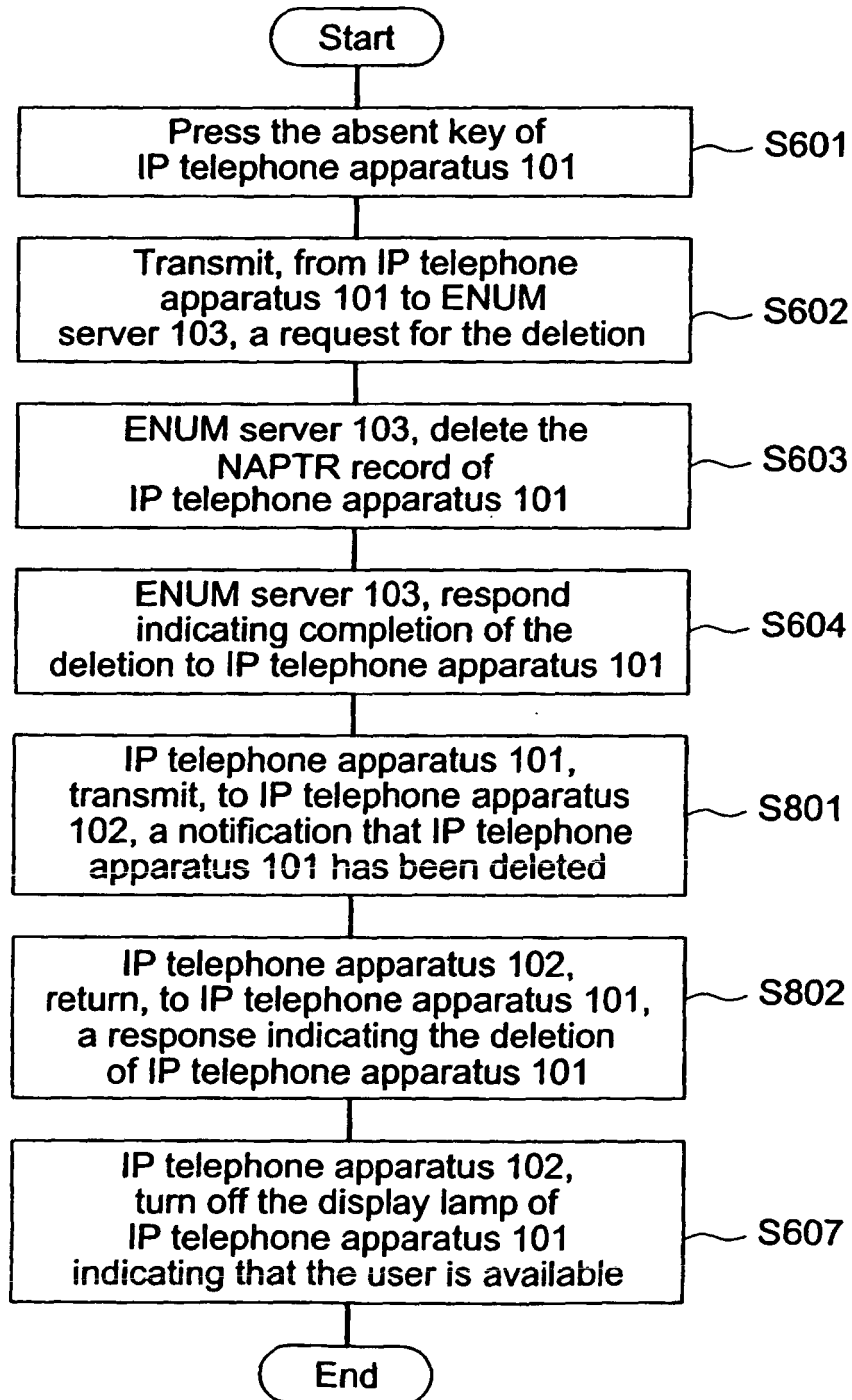 Start
Press the absent key of
IP telephone apparatus 101
S601
Transmit, from IP telephone
apparatus 101 to ENUM
server 103, a request for the deletion
S602
ENUM server 103, delete the
NAPTR record of
IP telephone apparatus 101
S603
ENUM server 103, respond
indicating completion of the
deletion to IP telephone apparatus 101
S604
IP telephone apparatus 101,
transmit, to IP telephone apparatus
102, a notification that IP telephone
apparatus 101 has been deleted
S801
IP telephone apparatus 102,
return, to IP telephone apparatus 101,
a response indicating the deletion
of IP telephone apparatus 101
S802
IP telephone apparatus 102,
turn off the display lamp of
IP telephone apparatus 101
indicating that the user is available
S607
End